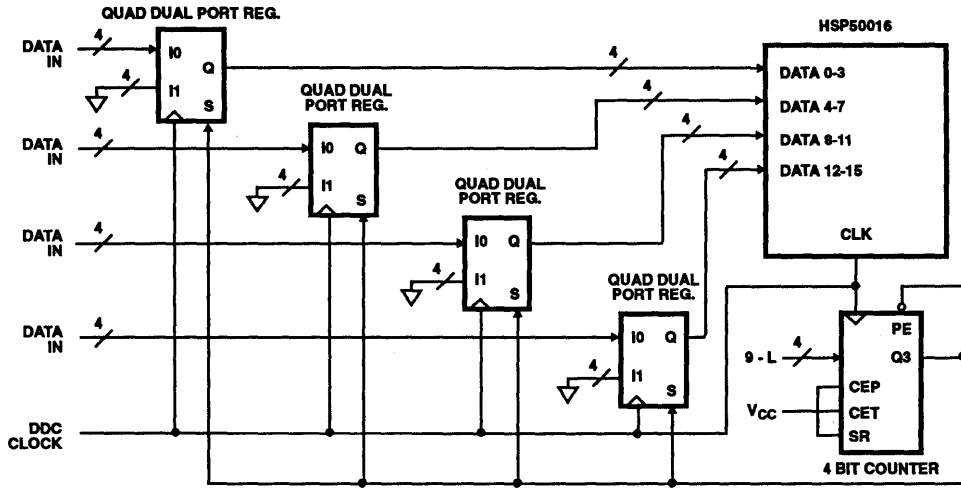 QUAD DUAL PORT REG.
DATA
IN
4
I0
Q
4
I1
S
4
HSP50016
DATA 0-3
DATA 4-7
DATA 8-11
DATA 12-15
CLK
QUAD DUAL
PORT REG.
DATA
IN
4
I0
Q
4
I1
S
4
QUAD DUAL
PORT REG.
DATA
IN
4
I0
Q
4
I1
S
4
QUAD DUAL
PORT REG.
DATA
IN
4
I0
Q
4
I1
S
4
PE
9 - L
4
Q3
CEP
VCC
CET
SR
DDC
CLOCK
4 BIT COUNTER